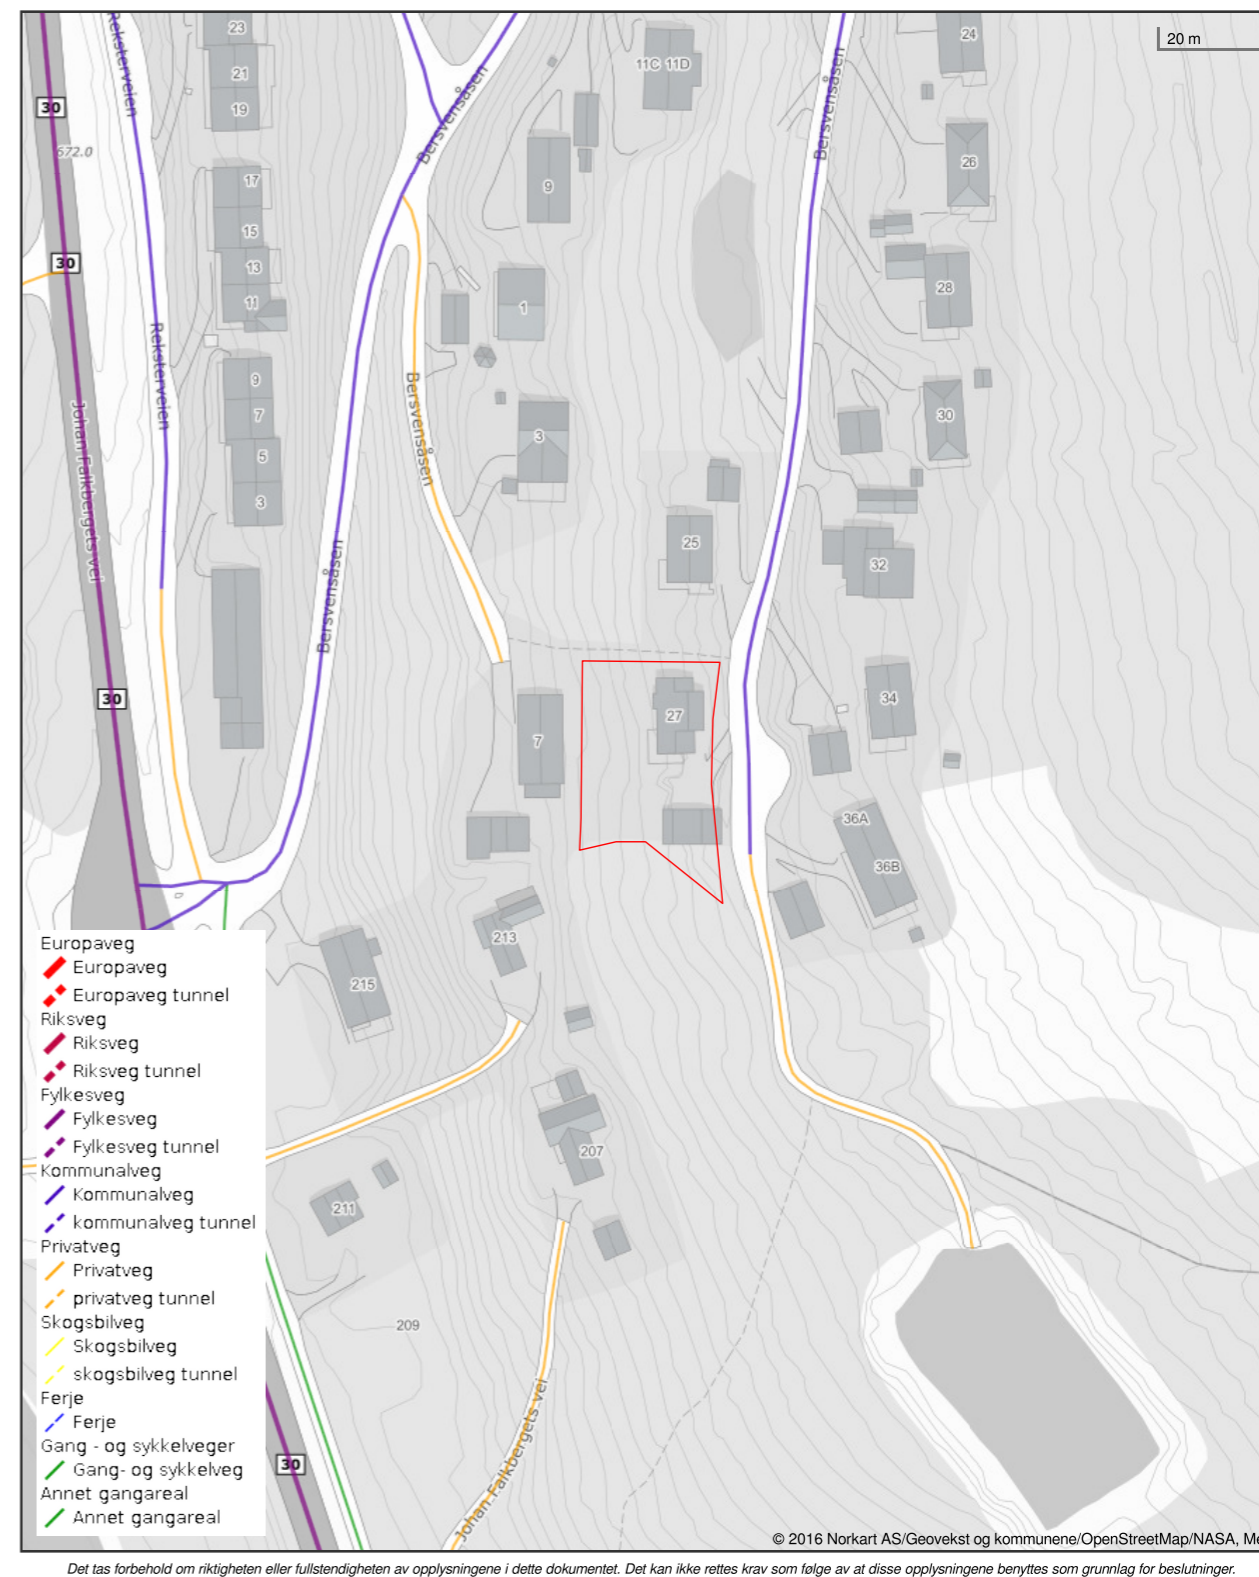 23
21
19
17
15
13
11
9
7
5
3
Reksterveien
Reksterveien
30
672.0
30
Johan Falkbergets vei
30
Bersvensåsen
Bersvensåsen
Bersvensåsen
Bersvensåsen
11C 11D
9
1
3
25
27
7
24
26
28
30
32
34
36A
36B
20 m
213
215
207
211
209
30
Johan Falkbergets vei
Europaveg
Europaveg
Europaveg tunnel
Riksveg
Riksveg
Riksveg tunnel
Fylkesveg
Fylkesveg
Fylkesveg tunnel
Kommunalveg
Kommunalveg
kommunalveg tunnel
Privatveg
Privatveg
privatveg tunnel
Skogsbilveg
Skogsbilveg
skogsbilveg tunnel
Ferje
Ferje
Gang - og sykkelveger
Gang- og sykkelveg
Annet gangareal
Annet gangareal
© 2016 Norkart AS/Geovekst og kommunene/OpenStreetMap/NASA, Me
Det tas forbehold om riktigheten eller fullstendigheten av opplysningene i dette dokumentet. Det kan ikke rettes krav som følge av at disse opplysningene benyttes som grunnlag for beslutninger.